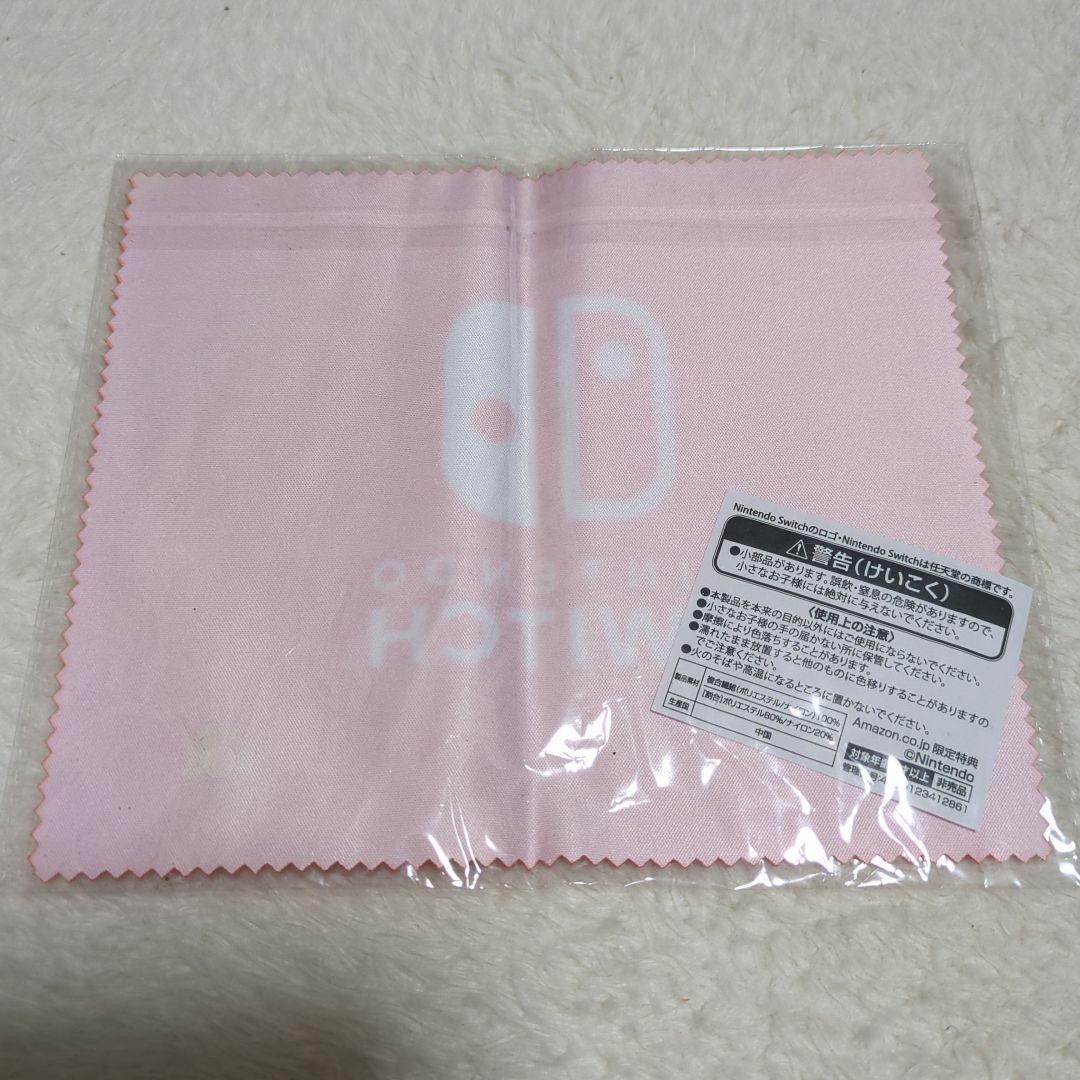 Nintendo Switchのロゴ・Nintendo Switchは任天堂の商標です。
警告(けいこく)
●小部品があります。誤飲・窒息の危険がありますので、
小さなお子様には絶対に与えないでください。
〈使用上の注意〉
●本製品を本来の目的以外にはご使用にならないでください。
●小さなお子様の手の届かない所に保管してください。
●摩擦により色落ちすることがあります。
●濡れたまま放置すると他のものに色移りすることがありますの
でご注意ください。
●火のそばや高温になるところに置かないでください。
製品素材 複合繊維(ポリエステル/ナイロン)100%
[割合]ポリエステル80%/ナイロン20%
生産国 中国
Amazon.co.jp 限定特典
©Nintendo
対象年齢 以上 非売品
管理 号:4 123412861